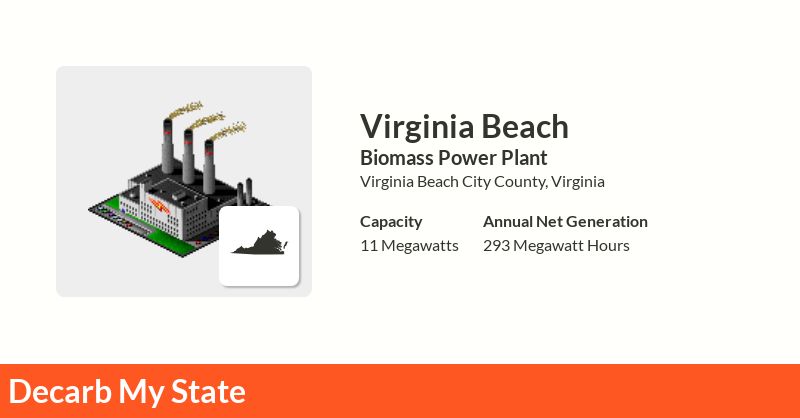 Virginia Beach
Biomass Power Plant
Virginia Beach City County, Virginia
Capacity
11 Megawatts
Annual Net Generation
293 Megawatt Hours
Decarb My State